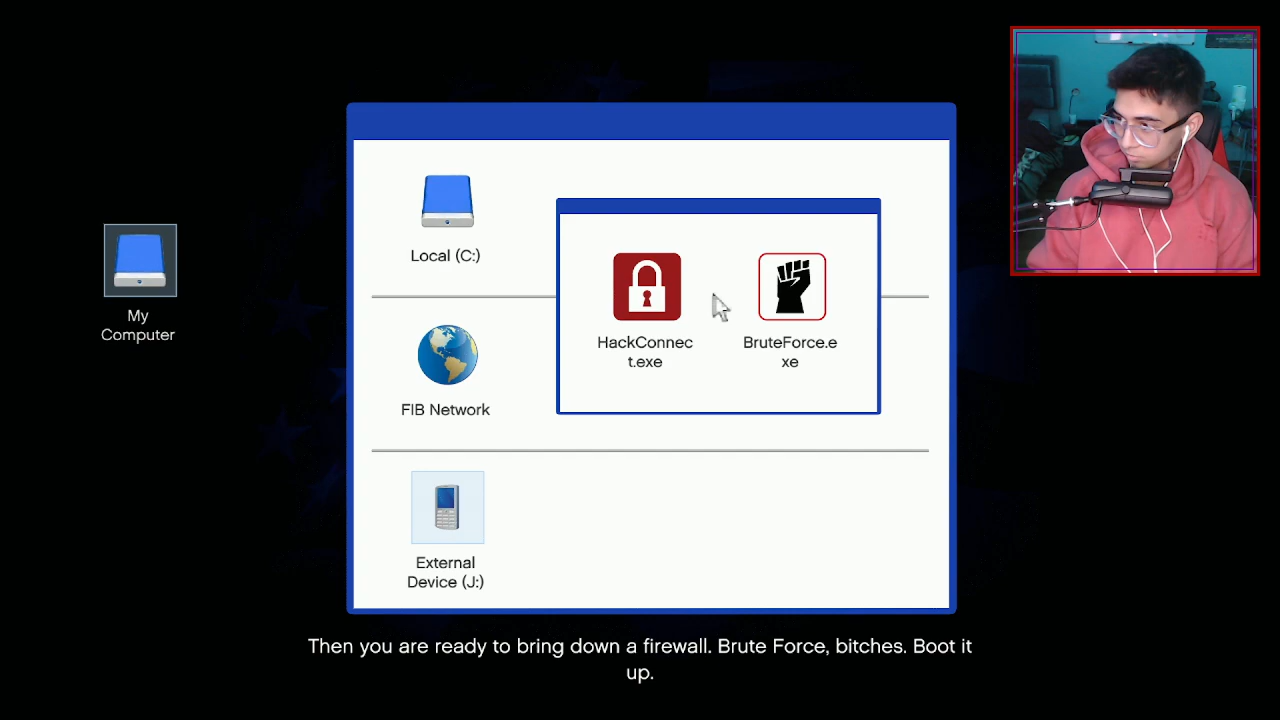 My
Computer
Local (C:)
FIB Network
External
Device (J:)
HackConnec
t.exe
BruteForce.e
xe
Then you are ready to bring down a firewall. Brute Force, bitches. Boot it
up.